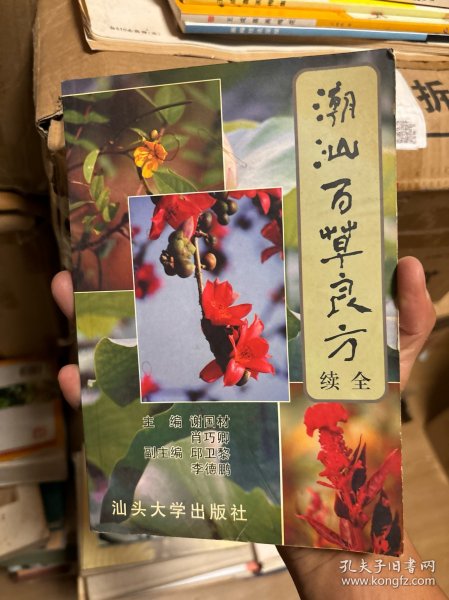 潮汕百草良方
续全
主编 谢国材
肖巧卿
副主编 邱卫黎
李德鹏
汕头大学出版社
拆
孔夫子旧书网
www.kongfz.com